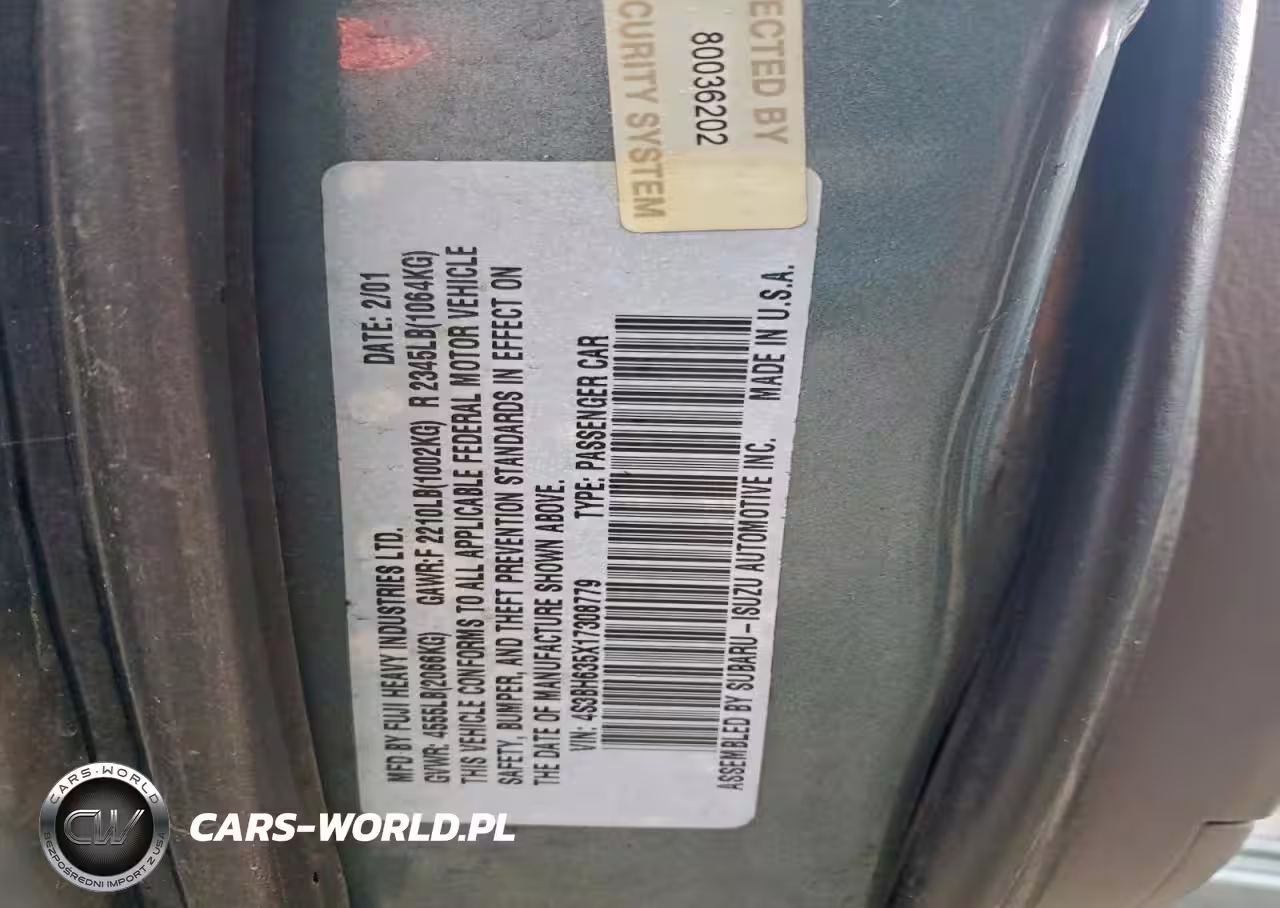 ECTED BY
80036202
CURITY SYSTEM
MFD BY FUJI HEAVY INDUSTRIES LTD. DATE: 2/01
GVWR: 4555LB(2066KG) GAWR:F 2210LB(1002KG) R 2345LB(1064KG)
THIS VEHICLE CONFORMS TO ALL APPLICABLE FEDERAL MOTOR VEHICLE
SAFETY, BUMPER, AND THEFT PREVENTION STANDARDS IN EFFECT ON
THE DATE OF MANUFACTURE SHOWN ABOVE.
VIN: 4S3BH635X17308779 TYPE: PASSENGER CAR
ASSEMBLED BY SUBARU-ISUZU AUTOMOTIVE INC. MADE IN U.S.A.
CARS-WORLD
CW
BEZPOŚREDNI IMPORT Z USA
CARS-WORLD.PL